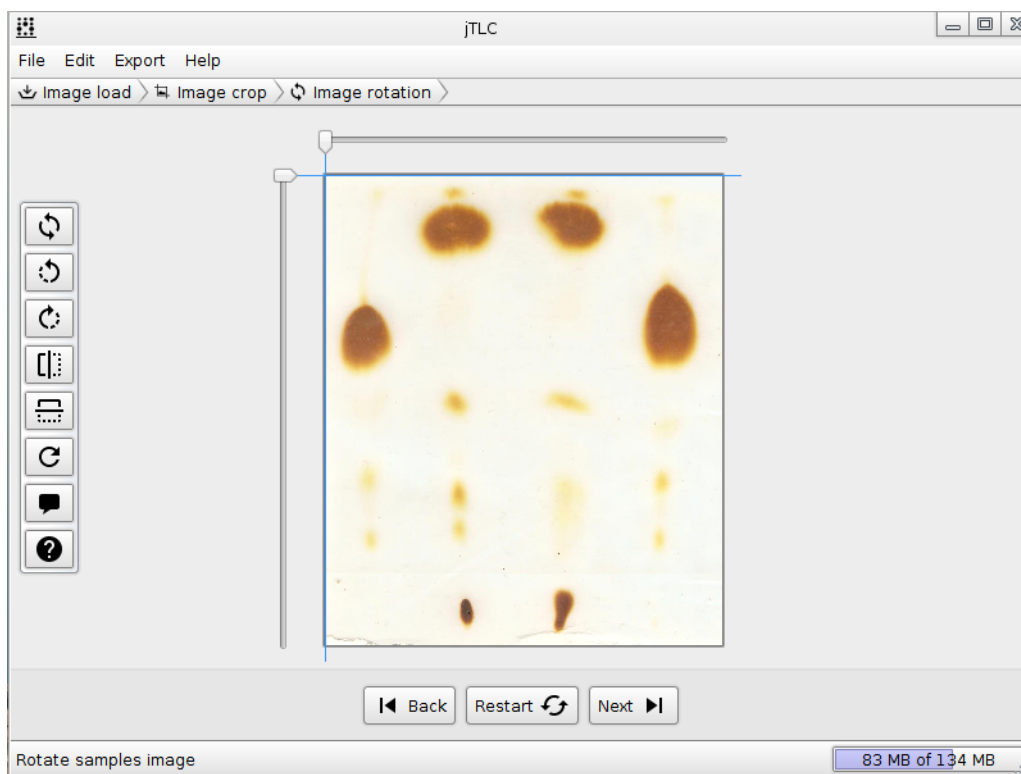 jTLC
File Edit Export Help
Image load Image crop Image rotation
Back Restart Next
Rotate samples image 83 MB of 134 MB